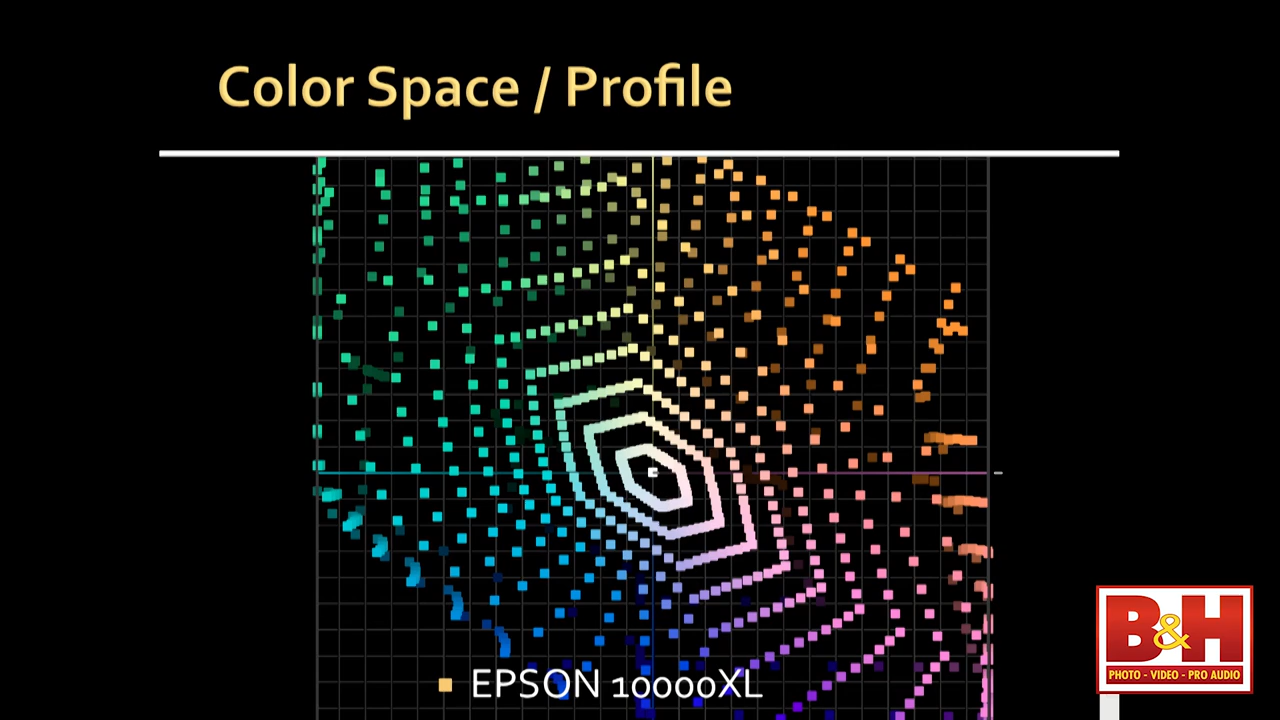 Color Space / Profile
EPSON 10000XL
B&H
PHOTO - VIDEO - PRO AUDIO